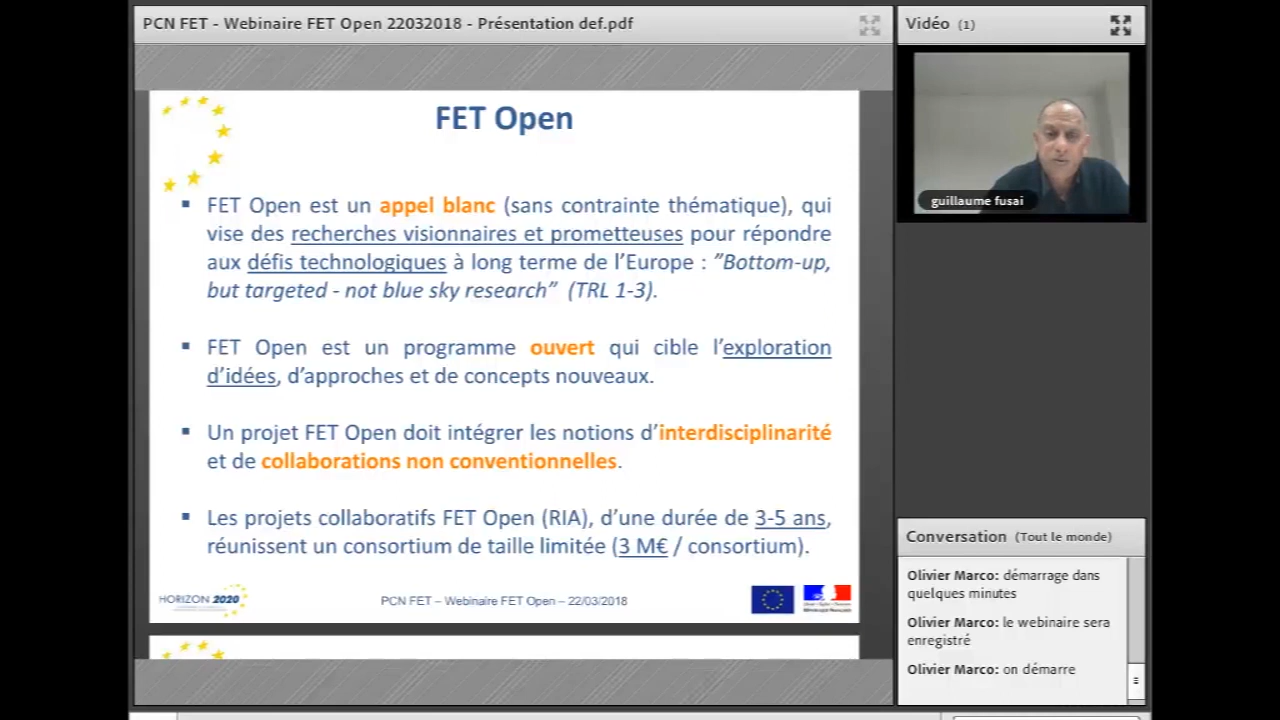 PCN FET - Webinaire FET Open 22032018 - Présentation def.pdf
FET Open
▪ FET Open est un appel blanc (sans contrainte thématique), qui
vise des recherches visionnaires et prometteuses pour répondre
aux défis technologiques à long terme de l’Europe : ”Bottom-up,
but targeted - not blue sky research” (TRL 1-3).
▪ FET Open est un programme ouvert qui cible l’exploration
d’idées, d’approches et de concepts nouveaux.
▪ Un projet FET Open doit intégrer les notions d’interdisciplinarité
et de collaborations non conventionnelles.
▪ Les projets collaboratifs FET Open (RIA), d’une durée de 3-5 ans,
réunissent un consortium de taille limitée (3 M€ / consortium).
HORIZON 2020
PCN FET – Webinaire FET Open – 22/03/2018
Vidéo (1)
guillaume fusai
Conversation (Tout le monde)
Olivier Marco: démarrage dans
quelques minutes
Olivier Marco: le webinaire sera
enregistré
Olivier Marco: on démarre